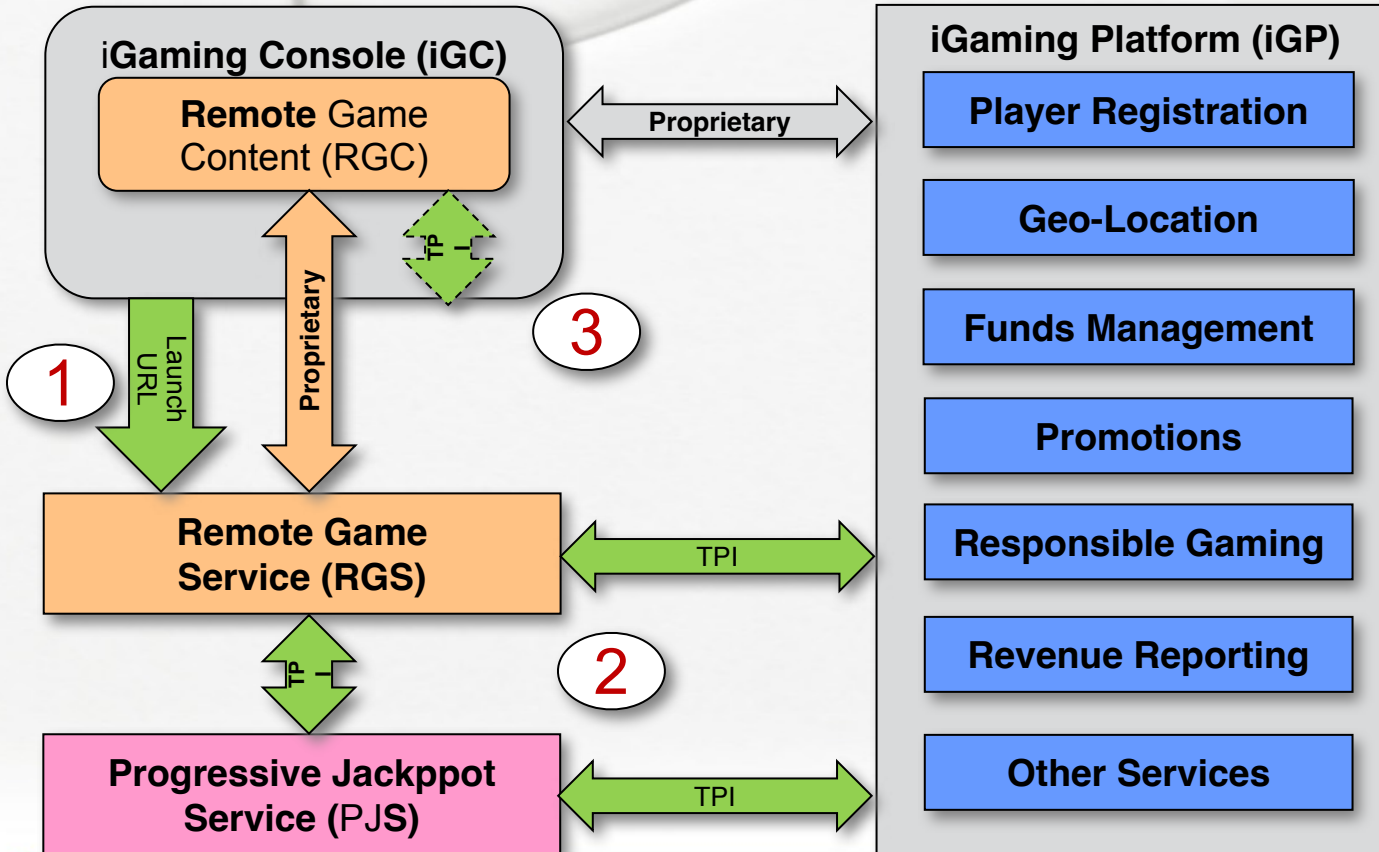 iGaming Console (iGC)
Remote Game
Content (RGC)
TP
I
Proprietary
Launch
URL
Proprietary
1
3
Remote Game
Service (RGS)
TPI
TP
I
2
Progressive Jackppot
Service (PJS)
TPI
iGaming Platform (iGP)
Player Registration
Geo-Location
Funds Management
Promotions
Responsible Gaming
Revenue Reporting
Other Services